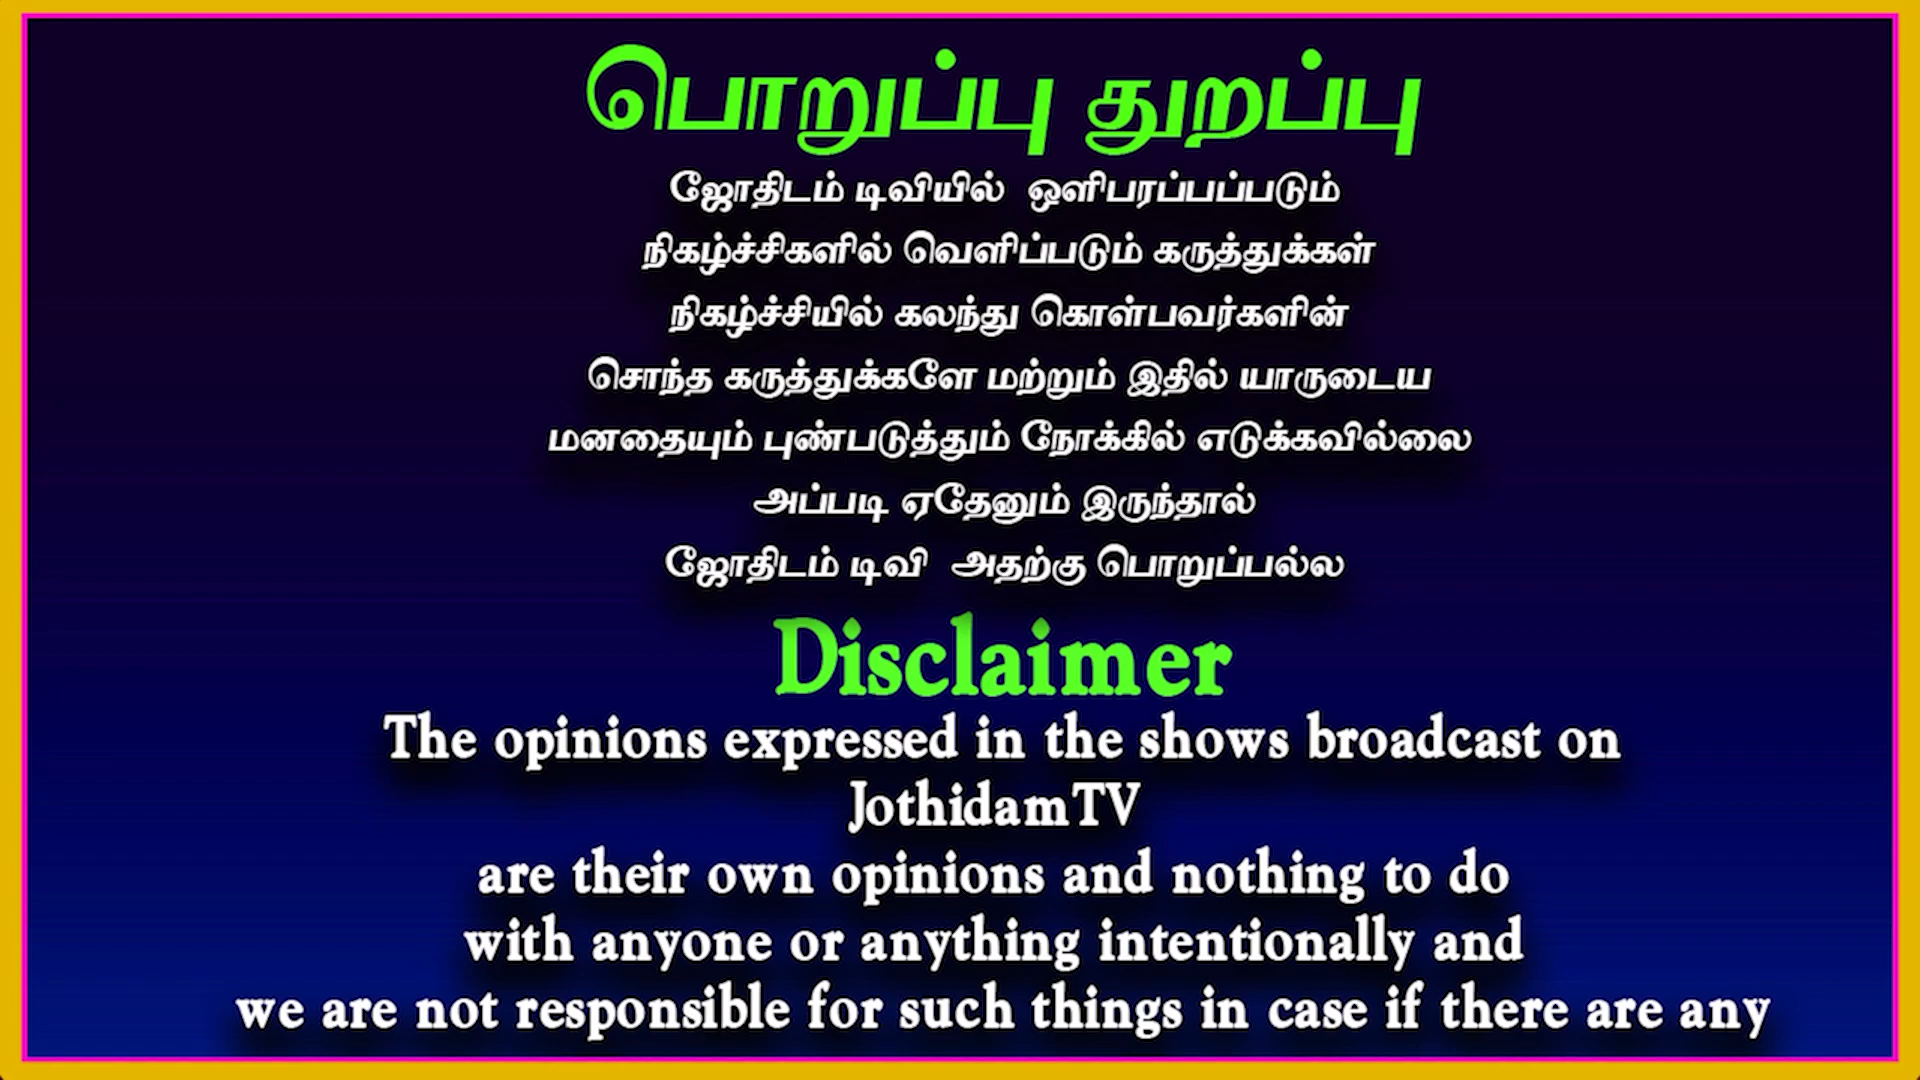 பொறுப்பு துறப்பு
ஜோதிடம் டிவியில் ஒளிபரப்பப்படும்
நிகழ்ச்சிகளில் வெளிப்படும் கருத்துக்கள்
நிகழ்ச்சியில் கலந்து கொள்பவர்களின்
சொந்த கருத்துக்களே மற்றும் இதில் யாருடைய
மனதையும் புண்படுத்தும் நோக்கில் எடுக்கவில்லை
அப்படி ஏதேனும் இருந்தால்
ஜோதிடம் டிவி அதற்கு பொறுப்பல்ல
Disclaimer
The opinions expressed in the shows broadcast on
JothidamTV
are their own opinions and nothing to do
with anyone or anything intentionally and
we are not responsible for such things in case if there are any